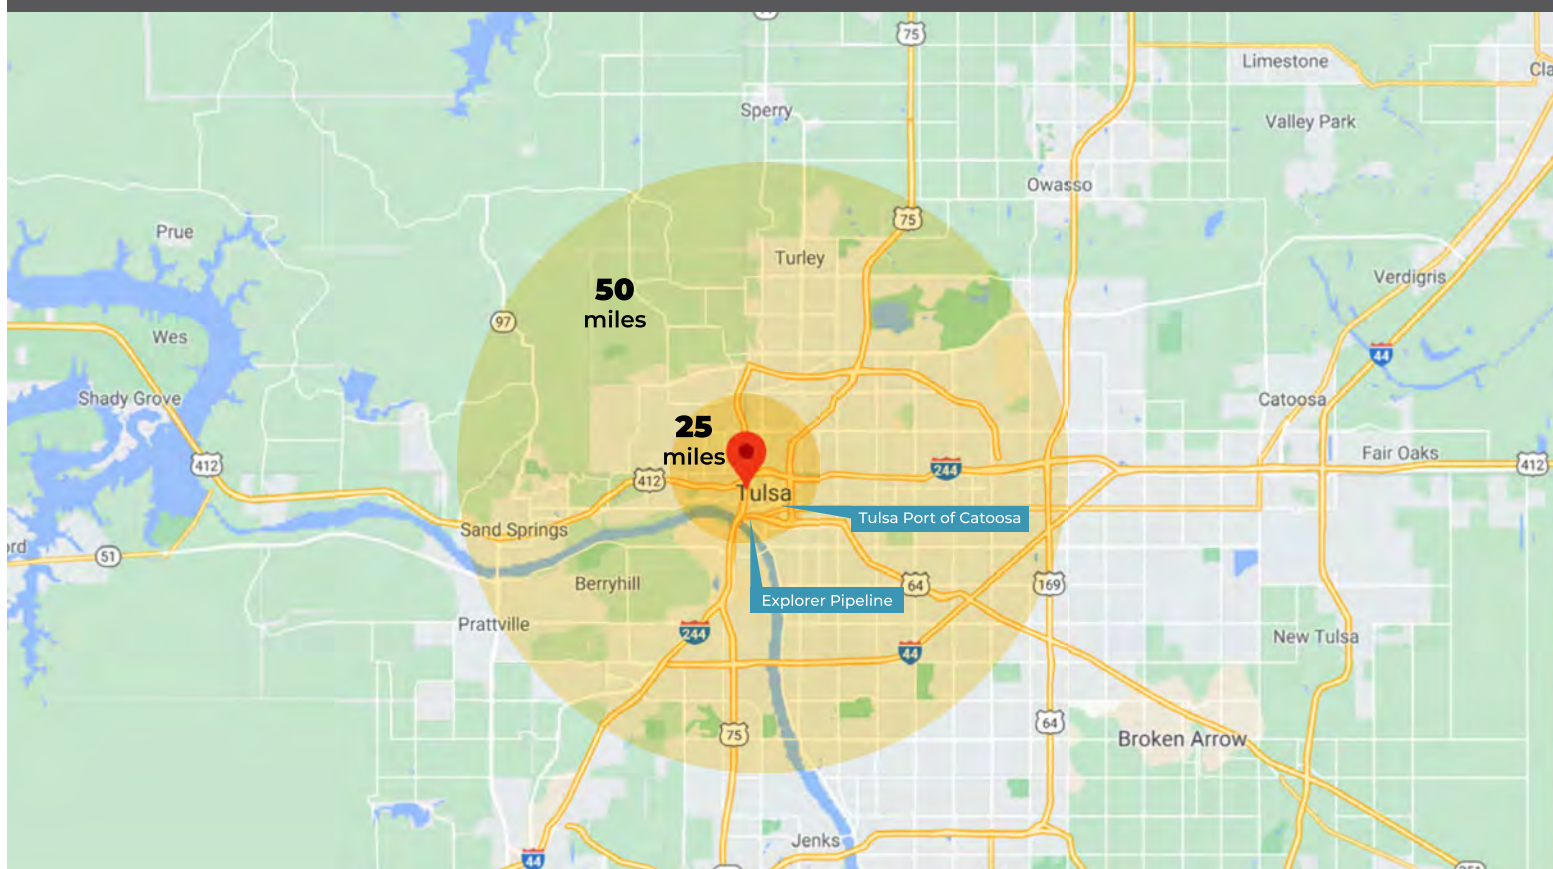 75
Limestone
Cla
Sperry
Valley Park
Owasso
75
Prue
Turley
Verdigris
50
miles
97
Wes
44
Shady Grove
Catoosa
25
miles
412
412
244
Fair Oaks
412
Tulsa
Tulsa Port of Catoosa
Sand Springs
ord
51
Berryhill
64
169
Explorer Pipeline
Prattville
244
New Tulsa
44
64
75
Broken Arrow
Jenks
44